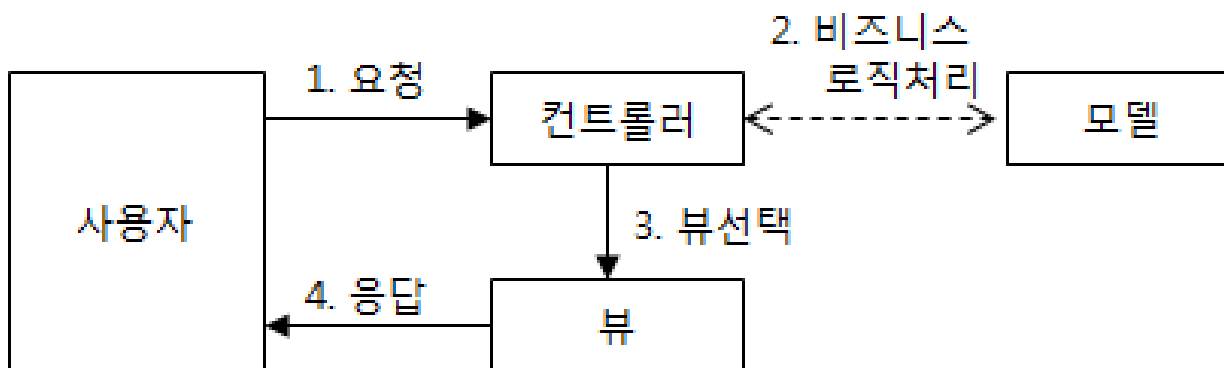 2. 비즈니스
로직처리
1. 요청
컨트롤러
모델
사용자
3. 뷰선택
4. 응답
뷰